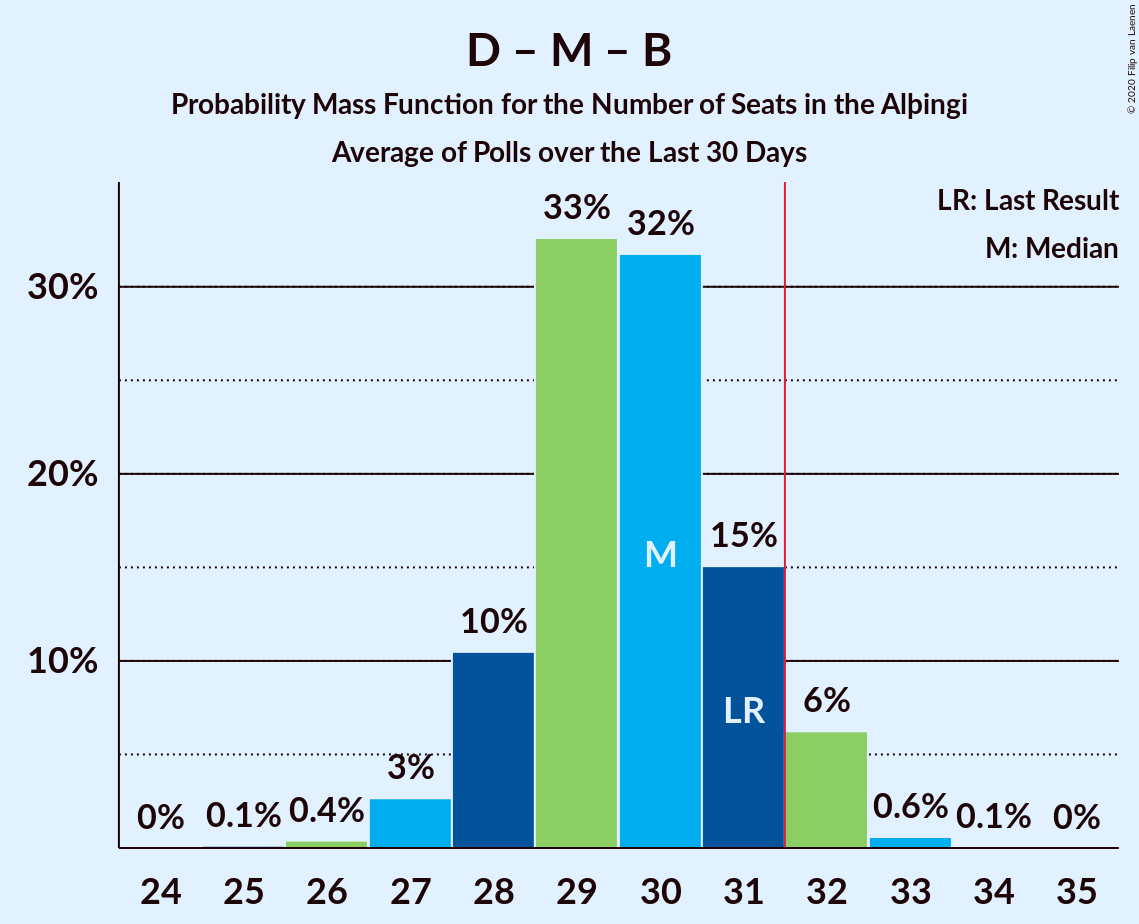 D – M – B
Probability Mass Function for the Number of Seats in the Alþingi
Average of Polls over the Last 30 Days
© 2020 Filip van Laenen
LR: Last Result
M: Median
33%
32%
30%
20%
15%
M
10%
10%
LR
6%
3%
0%
0.1%
0.4%
0.6%
0.1%
0%
24 25 26 27 28 29 30 31 32 33 34 35